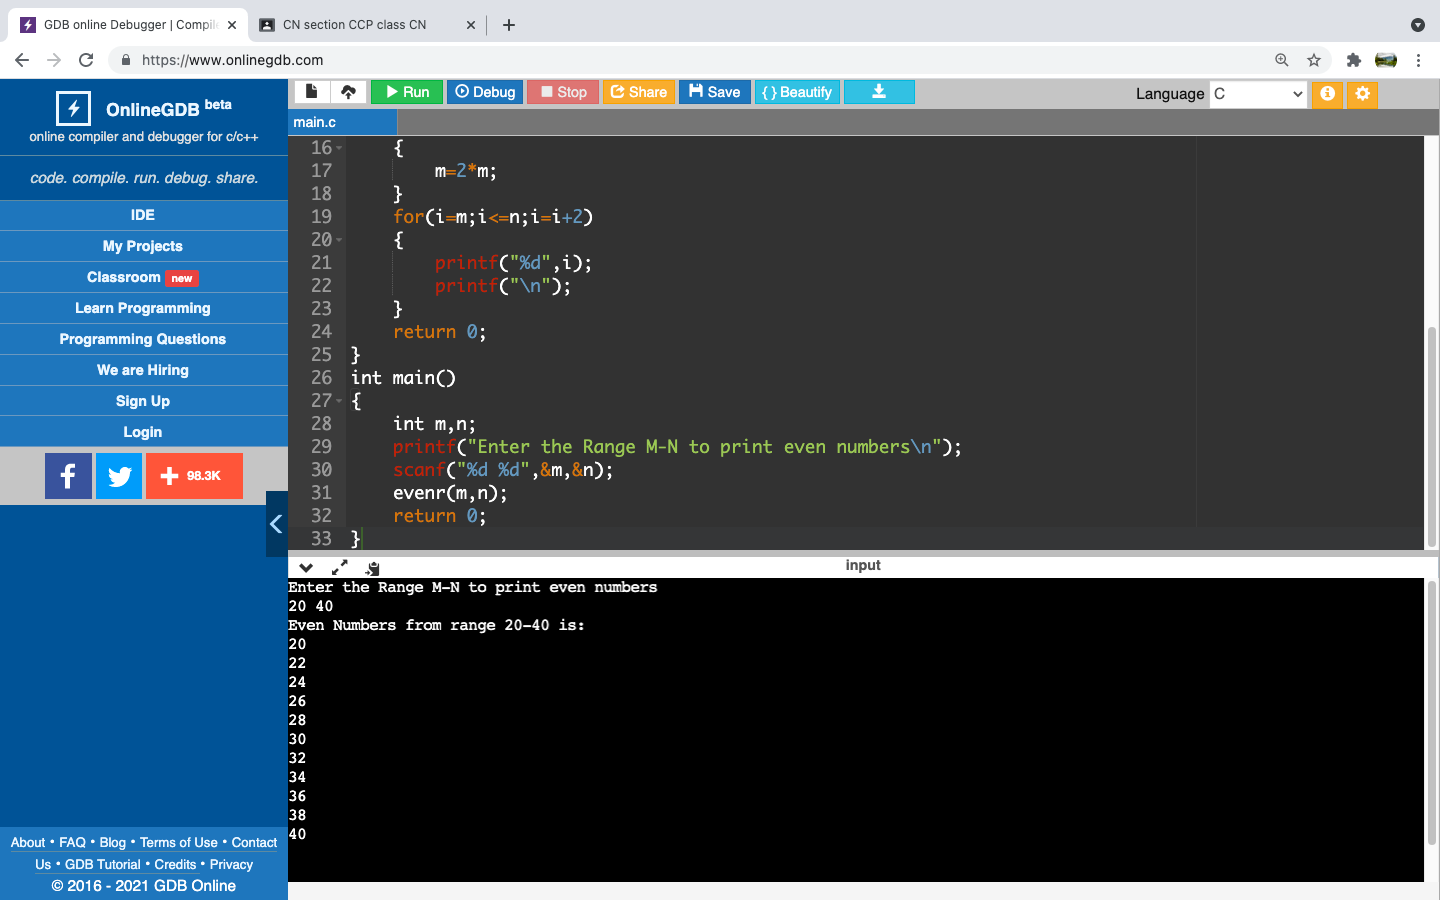 GDB online Debugger | Compil
CN section CCP class CN
https://www.onlinegdb.com
OnlineGDB beta
online compiler and debugger for c/c++
code. compile. run. debug. share.
IDE
My Projects
Classroom new
Learn Programming
Programming Questions
We are Hiring
Sign Up
Login
98.3K
About • FAQ • Blog • Terms of Use • Contact
Us • GDB Tutorial • Credits • Privacy
© 2016 - 2021 GDB Online
Run Debug Stop Share Save { } Beautify
Language C
main.c
16 {
17 m=2*m;
18 }
19 for(i=m;i<=n;i=i+2)
20 {
21 printf("%d",i);
22 printf("\n");
23 }
24 return 0;
25 }
26 int main()
27 {
28 int m,n;
29 printf("Enter the Range M-N to print even numbers\n");
30 scanf("%d %d",&m,&n);
31 evenr(m,n);
32 return 0;
33 }
input
Enter the Range M-N to print even numbers
20 40
Even Numbers from range 20-40 is:
20
22
24
26
28
30
32
34
36
38
40